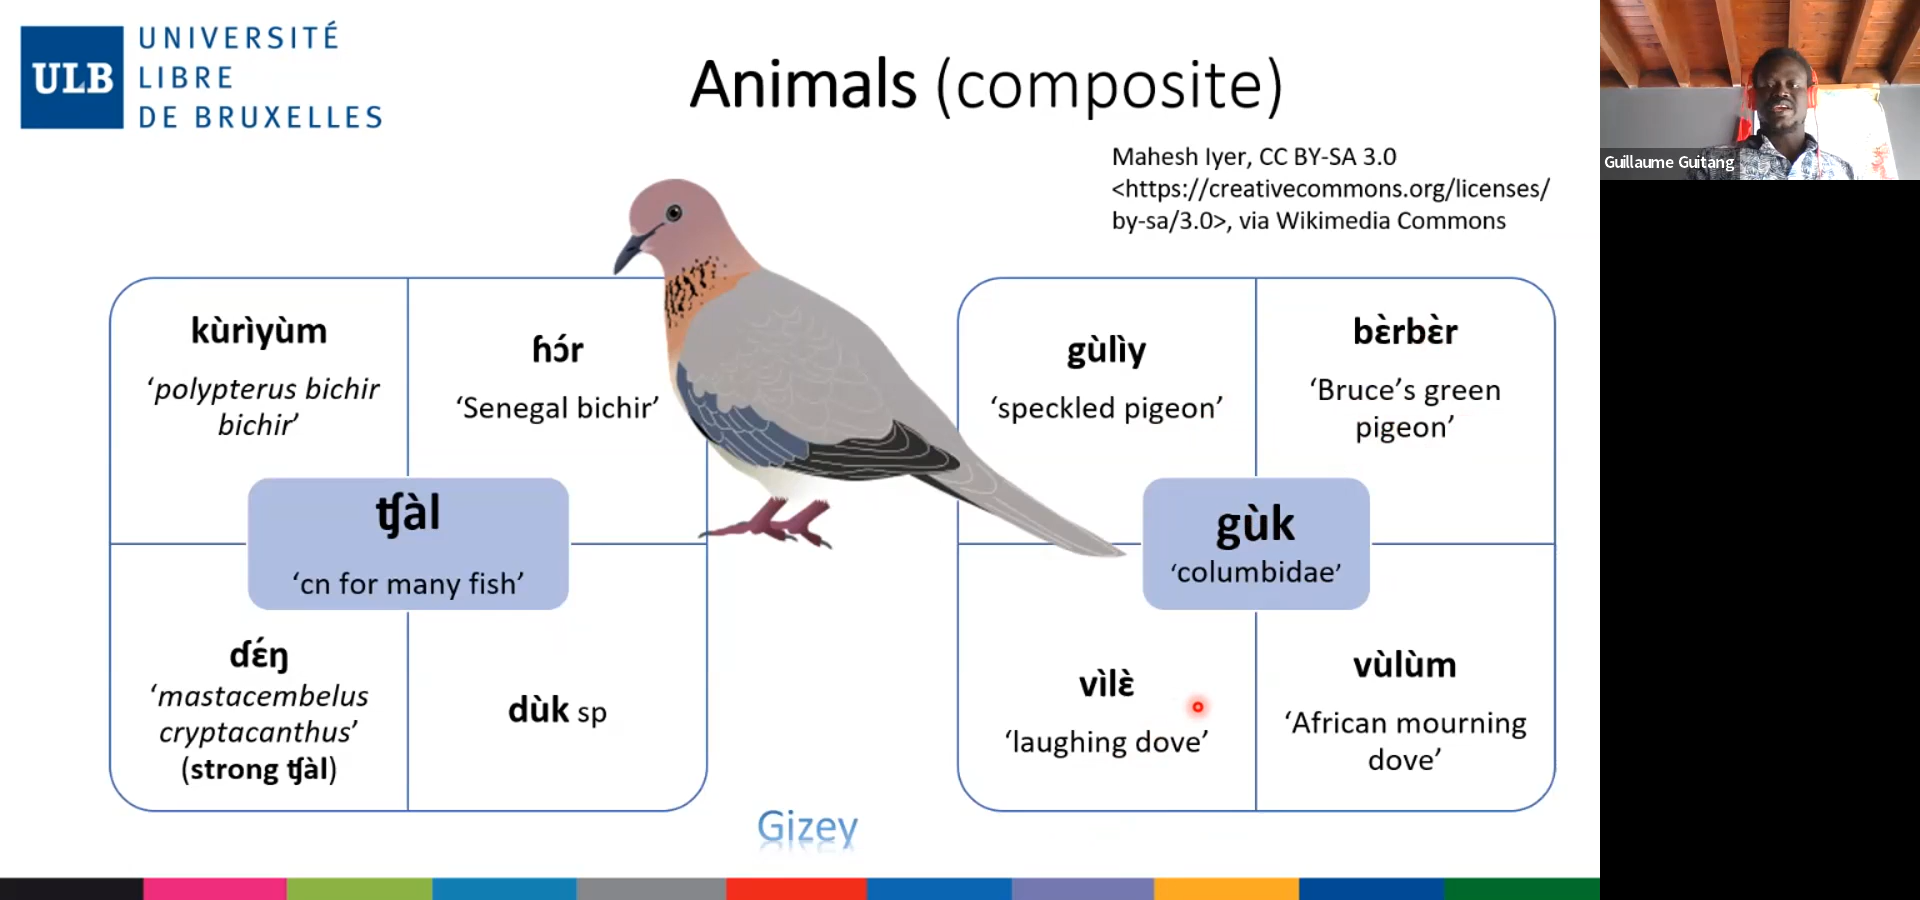 ULB
UNIVERSITÉ
LIBRE
DE BRUXELLES
Animals (composite)
Mahesh Iyer, CC BY-SA 3.0
<https://creativecommons.org/licenses/
by-sa/3.0>, via Wikimedia Commons
Guillaume Guitang
kùrìyùm
‘polypterus bichir
bichir’
ɦɔ́r
‘Senegal bichir’
ʧàl
‘cn for many fish’
ɗɛ́ŋ
‘mastacembelus
cryptacanthus’
(strong ʧàl)
dùk sp
gùlìy
‘speckled pigeon’
bɛ̀rbɛ̀r
‘Bruce’s green
pigeon’
gùk
‘columbidae’
vìlɛ̀
‘laughing dove’
vùlùm
‘African mourning
dove’
Gizey